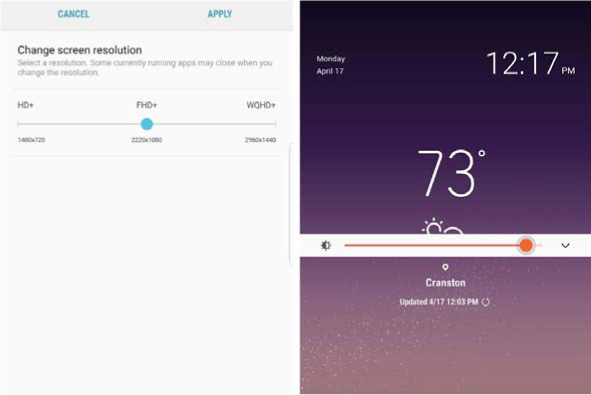 CANCEL APPLY
Change screen resolution
Select a resolution. Some currently running apps may close when you
change the resolution.
HD+ FHD+ WQHD+
1480x720 2220x1080 2960x1440
Monday
April 17
12:17 PM
73°
Cranston
Updated 4/17 12:03 PM